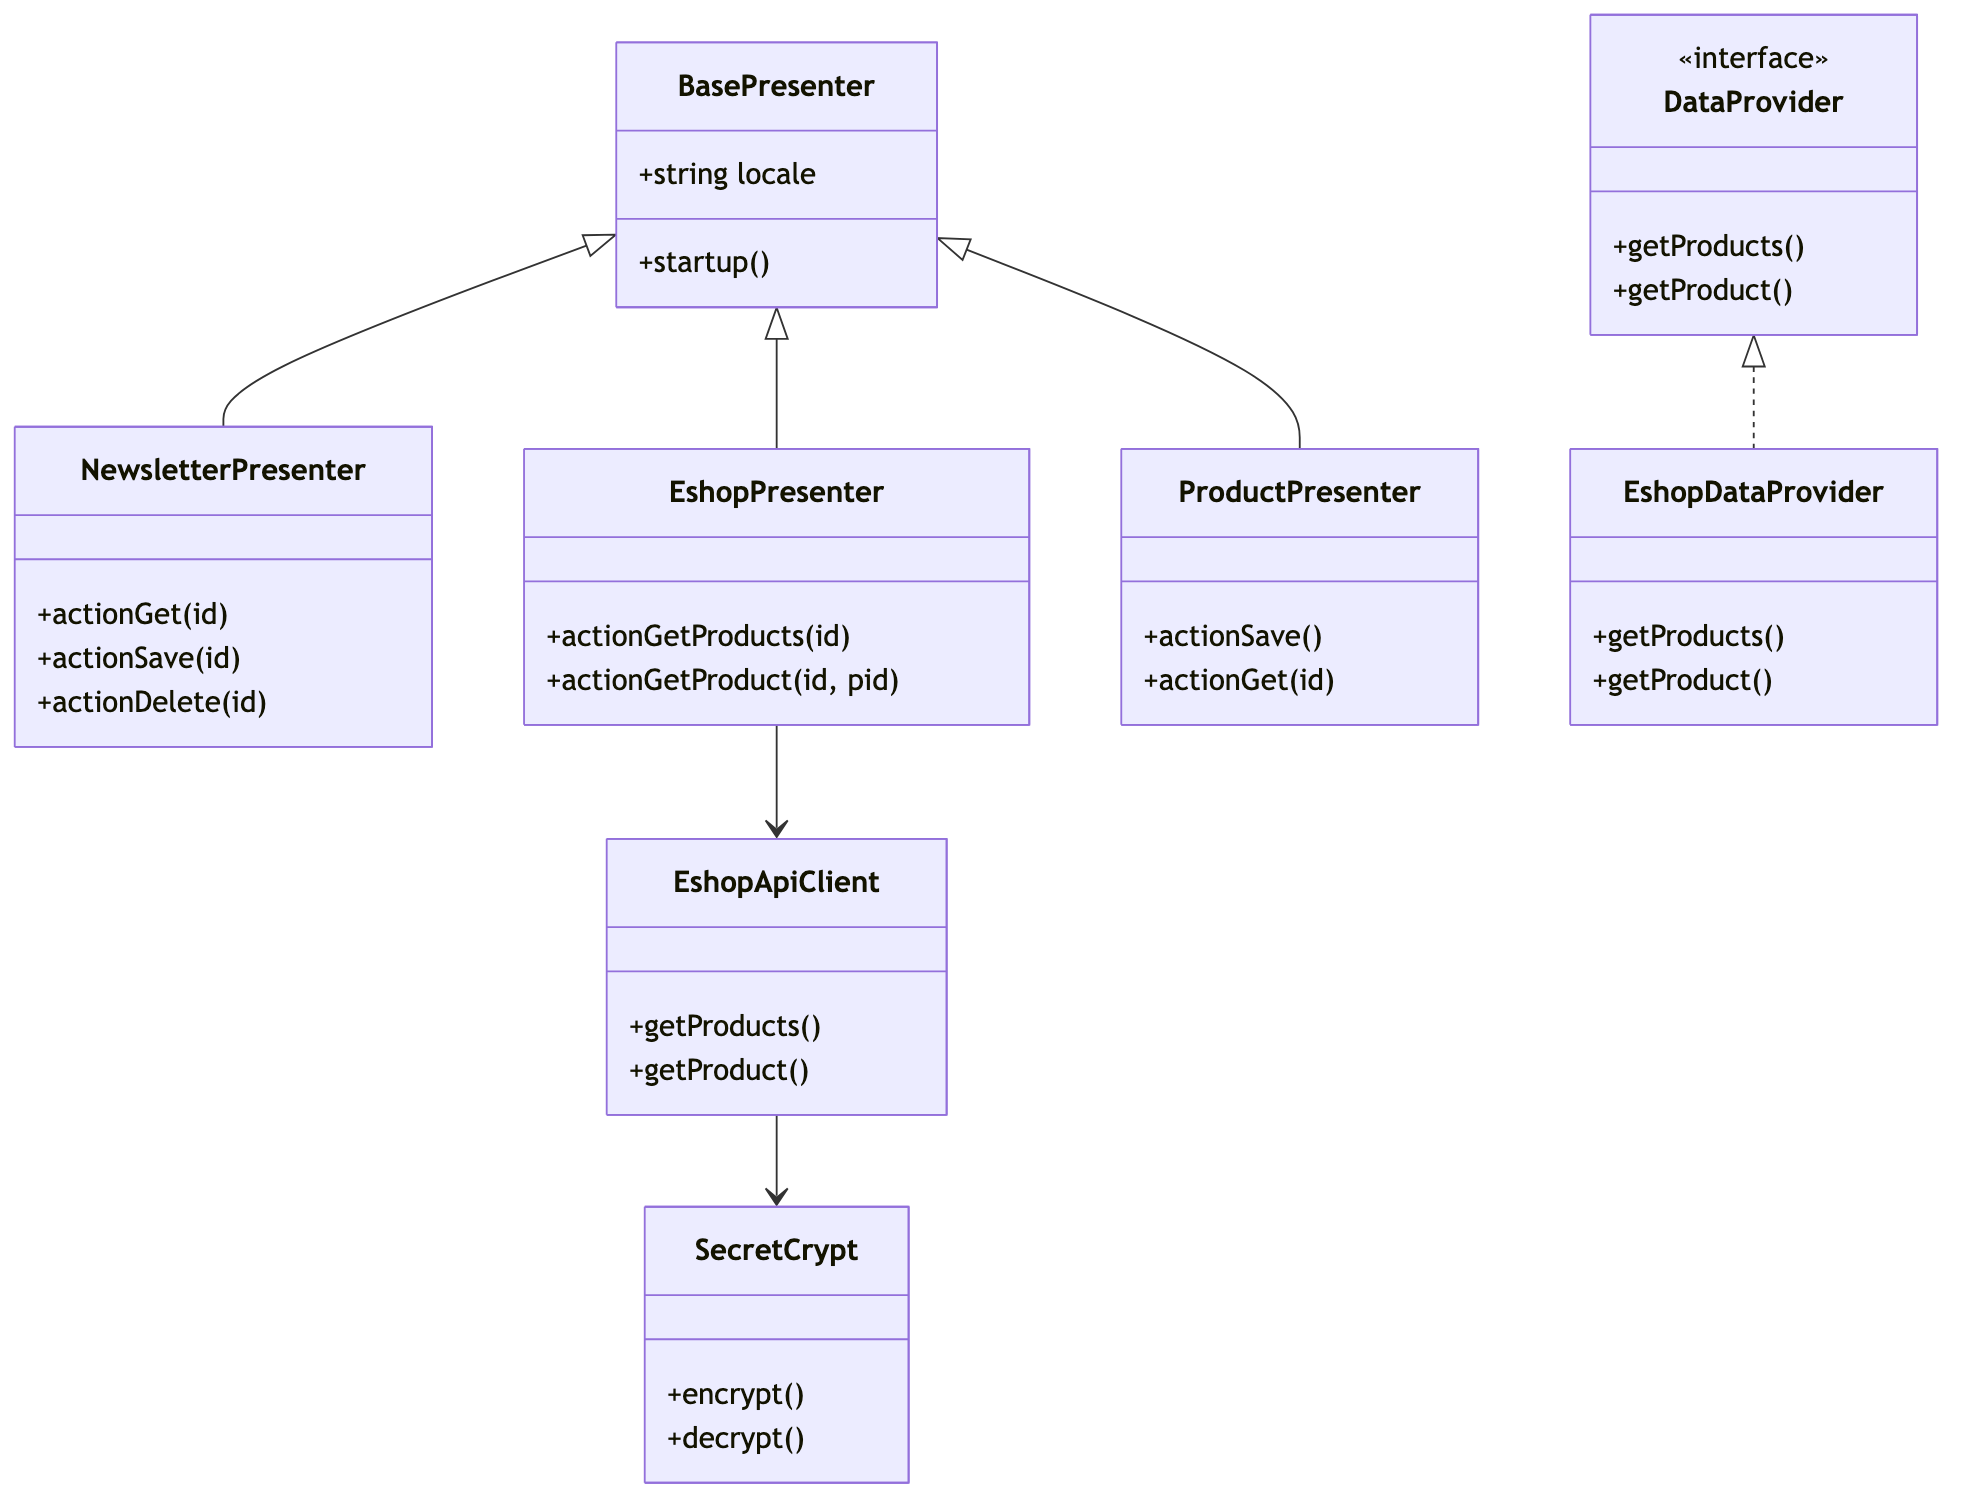 BasePresenter
+string locale
+startup()
«interface»
DataProvider
+getProducts()
+getProduct()
NewsletterPresenter
+actionGet(id)
+actionSave(id)
+actionDelete(id)
EshopPresenter
+actionGetProducts(id)
+actionGetProduct(id, pid)
ProductPresenter
+actionSave()
+actionGet(id)
EshopDataProvider
+getProducts()
+getProduct()
EshopApiClient
+getProducts()
+getProduct()
SecretCrypt
+encrypt()
+decrypt()